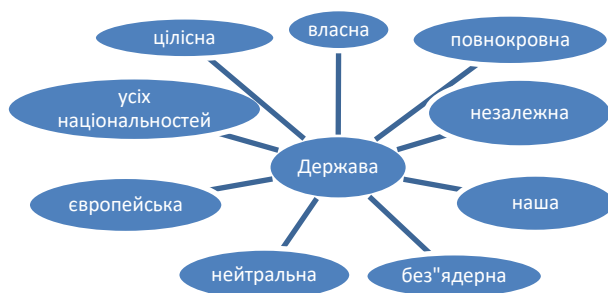 власна
цілісна
повнокровна
усіх
національностей
незалежна
Держава
європейська
наша
нейтральна
без"ядерна